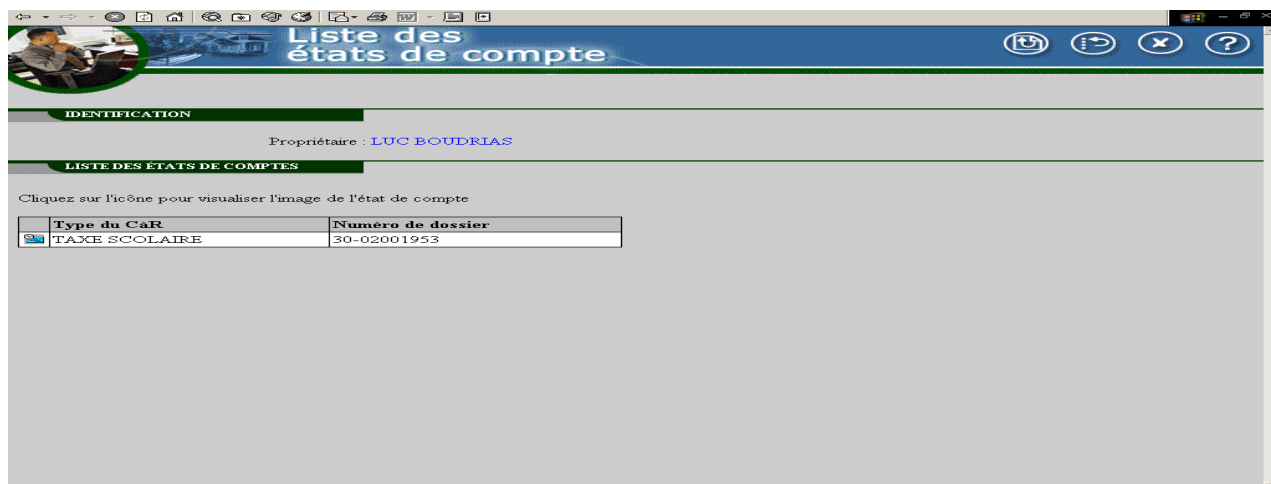 Liste des
états de compte
IDENTIFICATION
Propriétaire : LUC BOUDRIAS
LISTE DES ÉTATS DE COMPTES
Cliquez sur l'icône pour visualiser l'image de l'état de compte
Type du CàR Numéro de dossier
TAXE SCOLAIRE 30-02001953